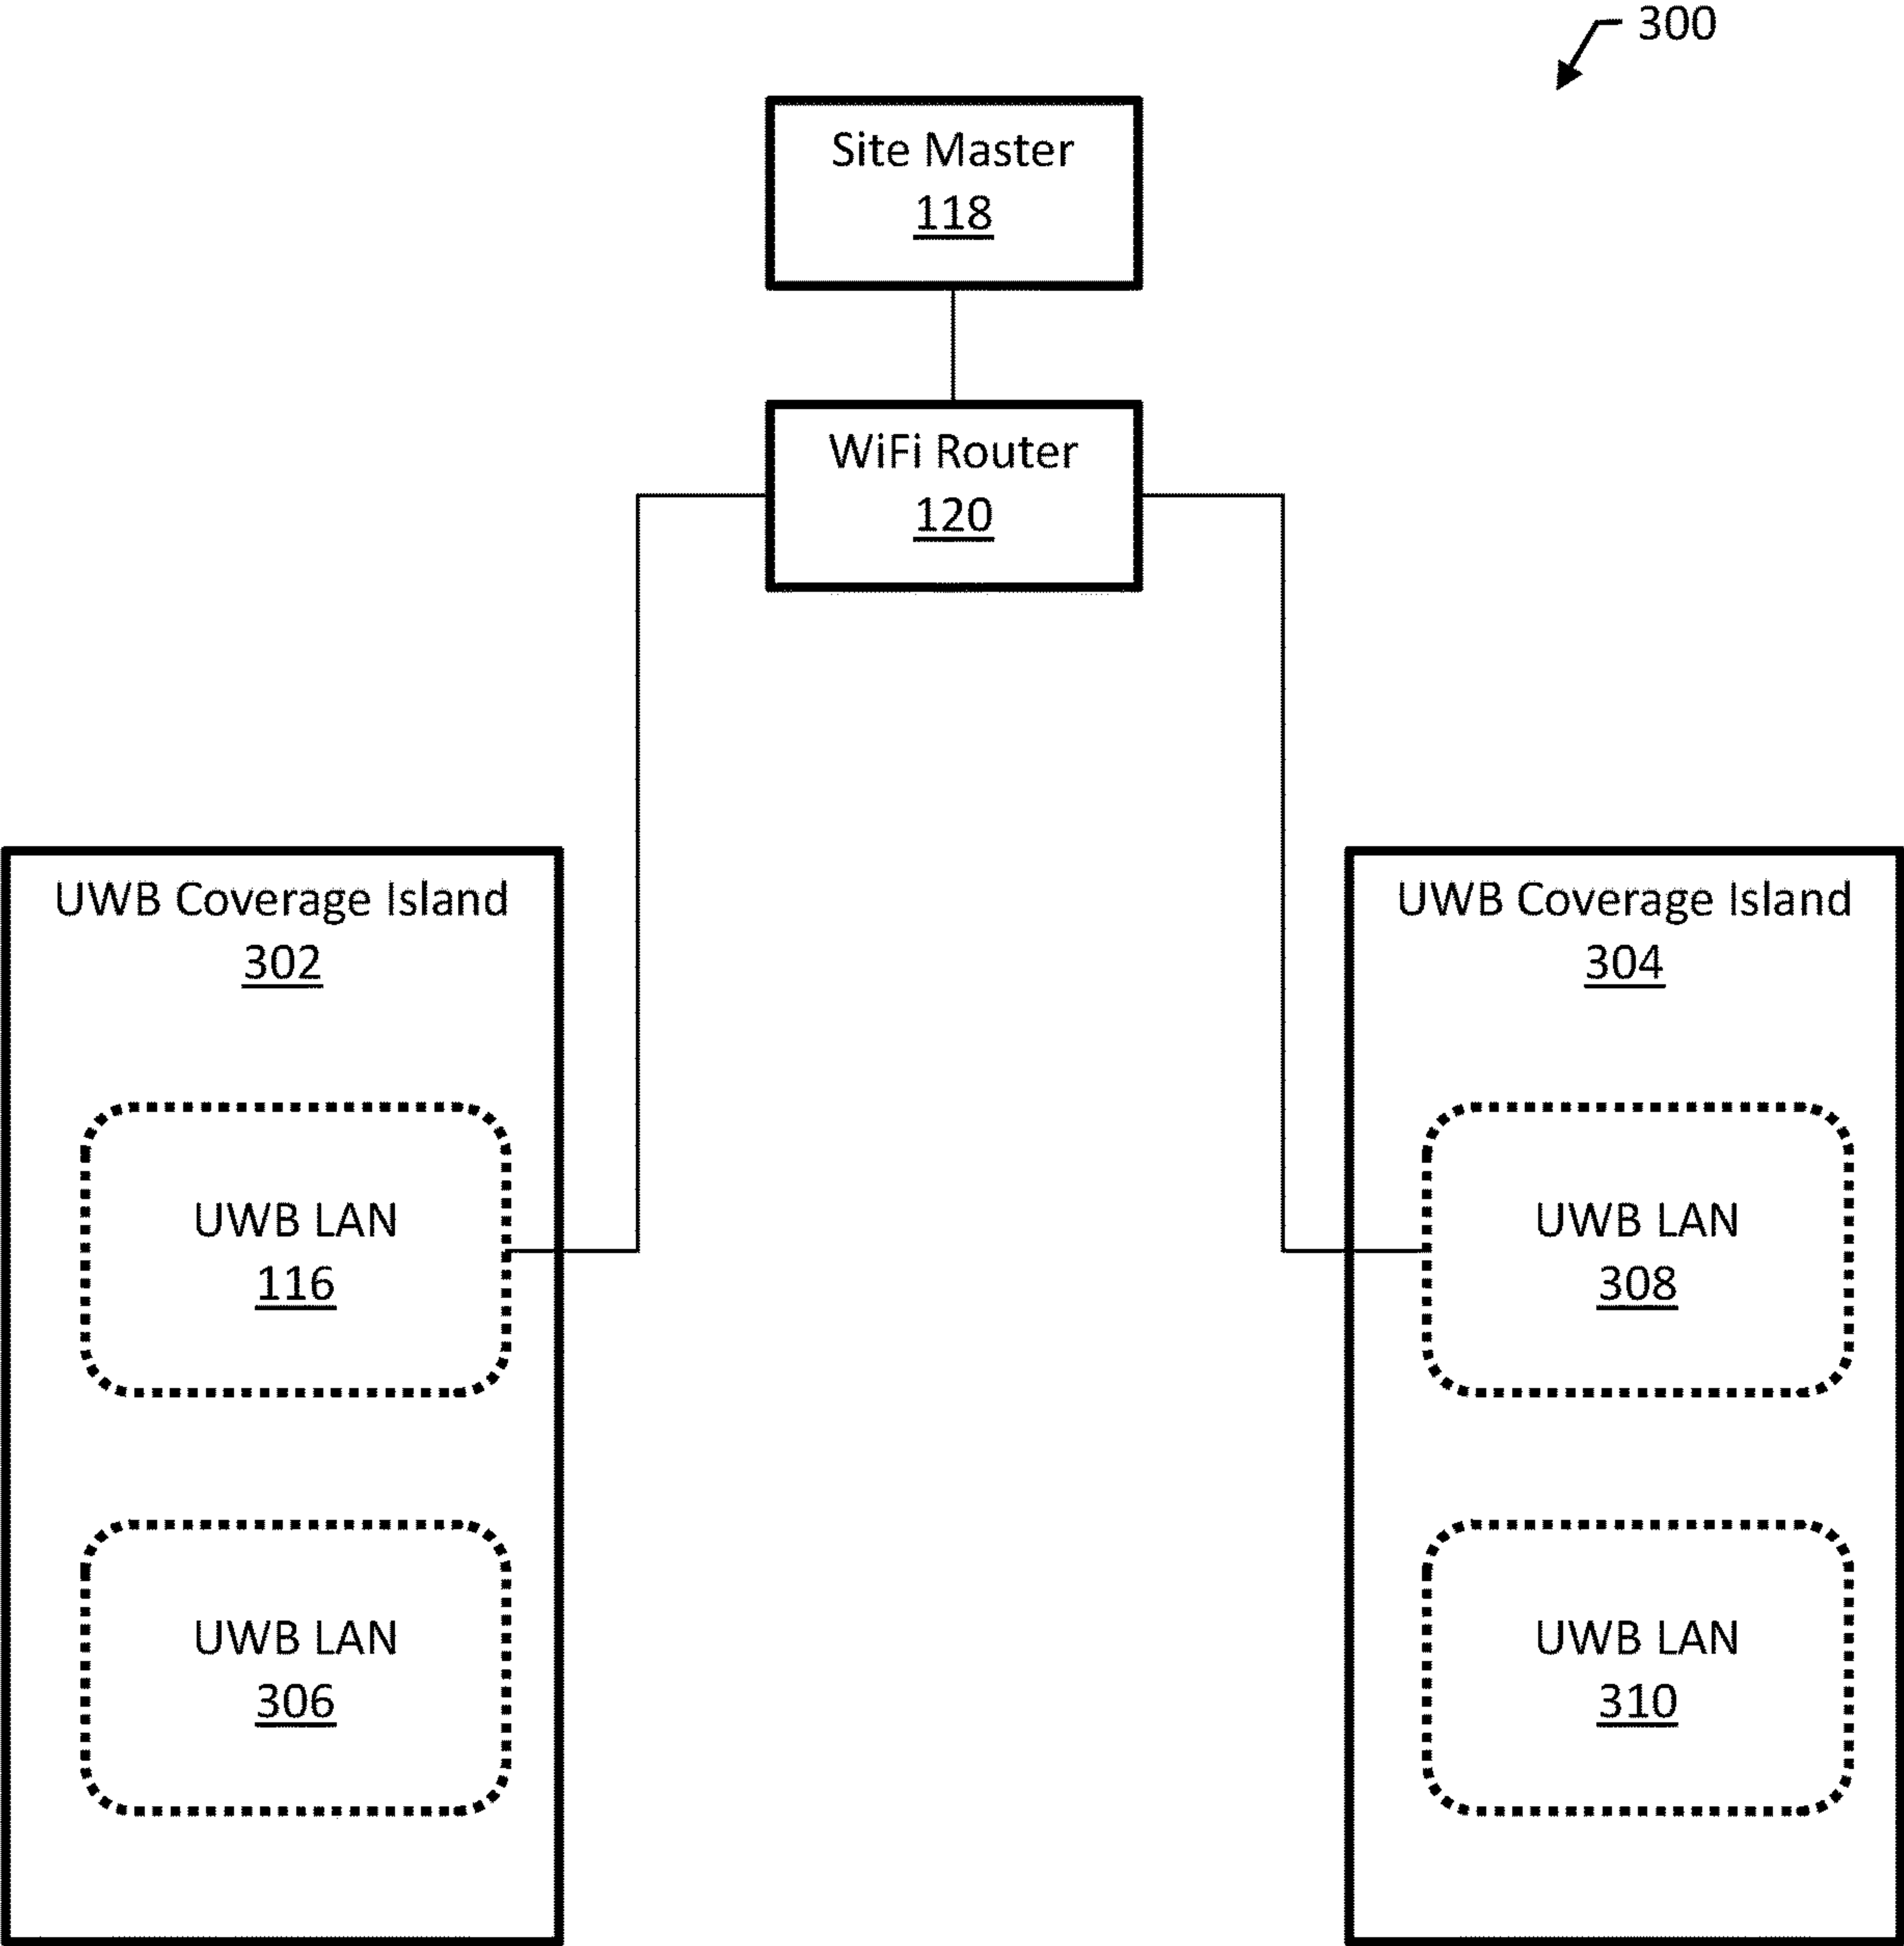 300
Site Master
118
WiFi Router
120
UWB Coverage Island
302
UWB LAN
116
UWB LAN
306
UWB Coverage Island
304
UWB LAN
308
UWB LAN
310